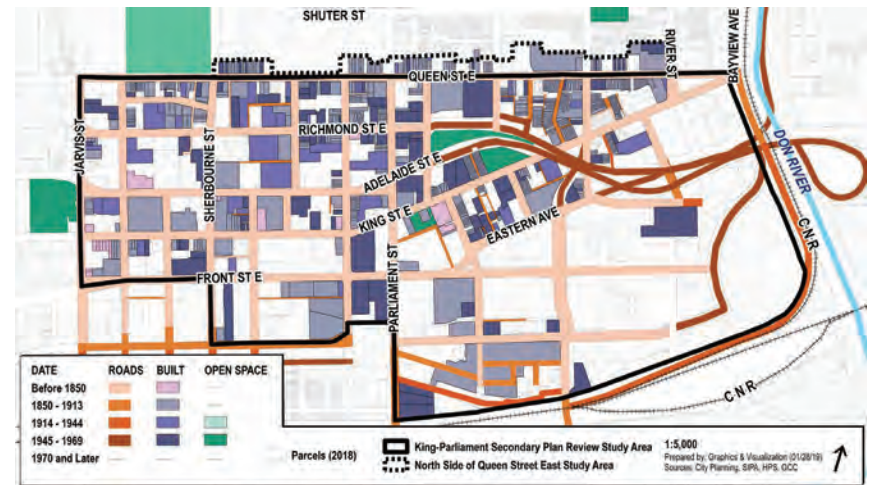 SHUTER ST
QUEEN ST E
RIVER ST
BAYVIEW AVE
JARVIS ST
SHERBOURNE ST
RICHMOND ST E
ADELAIDE ST E
KING ST E
EASTERN AVE
DON RIVER
C N R
FRONT ST E
PARLIAMENT ST
C N R
DATE ROADS BUILT OPEN SPACE
Before 1850
1850 - 1913
1914 - 1944
1945 - 1969
1970 and Later
Parcels (2018)
King-Parliament Secondary Plan Review Study Area
North Side of Queen Street East Study Area
1:5,000
Prepared by: Graphics & Visualization (01/28/19)
Sources: City Planning, SIPA, HPS, GCC